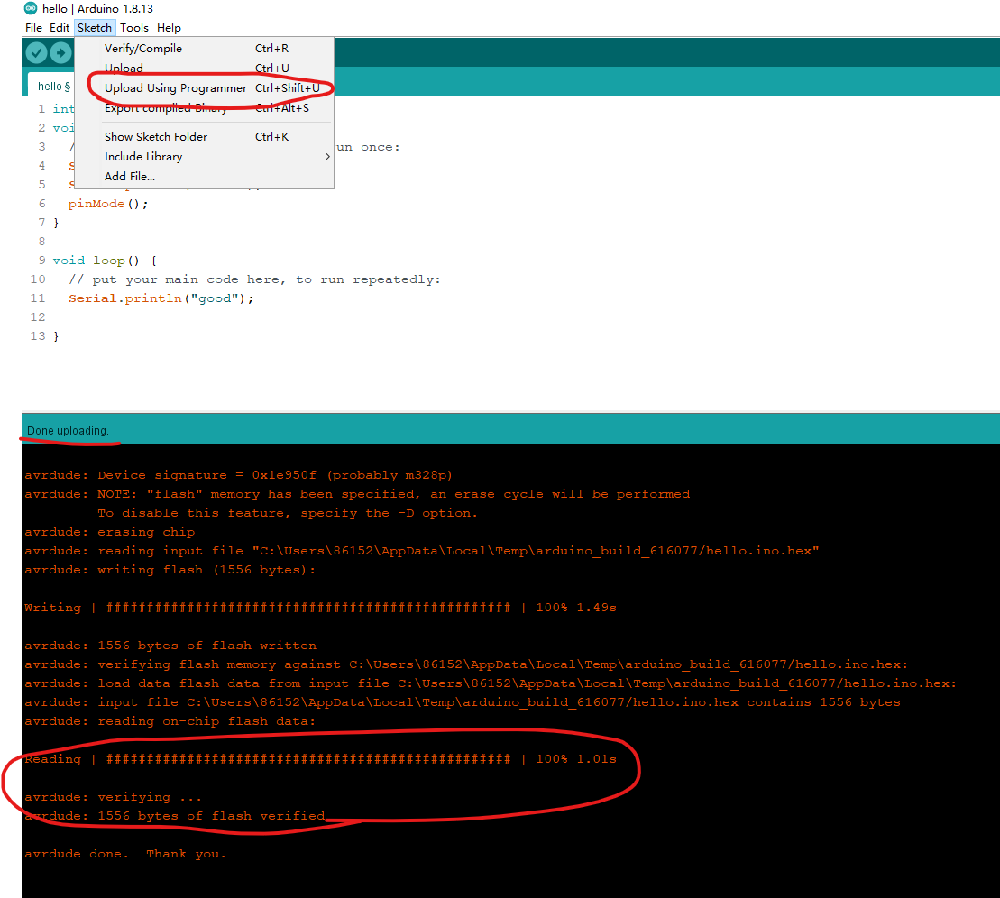 hello | Arduino 1.8.13
File Edit Sketch Tools Help
Verify/Compile Ctrl+R
Upload Ctrl+U
Upload Using Programmer Ctrl+Shift+U
Export compiled Binary Ctrl+Alt+S
Show Sketch Folder Ctrl+K
Include Library
Add File...
hello §
1 int
2 voi
3 / run once:
4 S
5 S
6 pinMode();
7 }
8
9 void loop() {
10 // put your main code here, to run repeatedly:
11 Serial.println("good");
12
13 }
Done uploading.
avrdude: Device signature = 0x1e950f (probably m328p)
avrdude: NOTE: "flash" memory has been specified, an erase cycle will be performed
To disable this feature, specify the -D option.
avrdude: erasing chip
avrdude: reading input file "C:\Users\86152\AppData\Local\Temp\arduino_build_616077/hello.ino.hex"
avrdude: writing flash (1556 bytes):
Writing | ################################################## | 100% 1.49s
avrdude: 1556 bytes of flash written
avrdude: verifying flash memory against C:\Users\86152\AppData\Local\Temp\arduino_build_616077/hello.ino.hex:
avrdude: load data flash data from input file C:\Users\86152\AppData\Local\Temp\arduino_build_616077/hello.ino.hex:
avrdude: input file C:\Users\86152\AppData\Local\Temp\arduino_build_616077/hello.ino.hex contains 1556 bytes
avrdude: reading on-chip flash data:
Reading | ################################################## | 100% 1.01s
avrdude: verifying ...
avrdude: 1556 bytes of flash verified
avrdude done. Thank you.